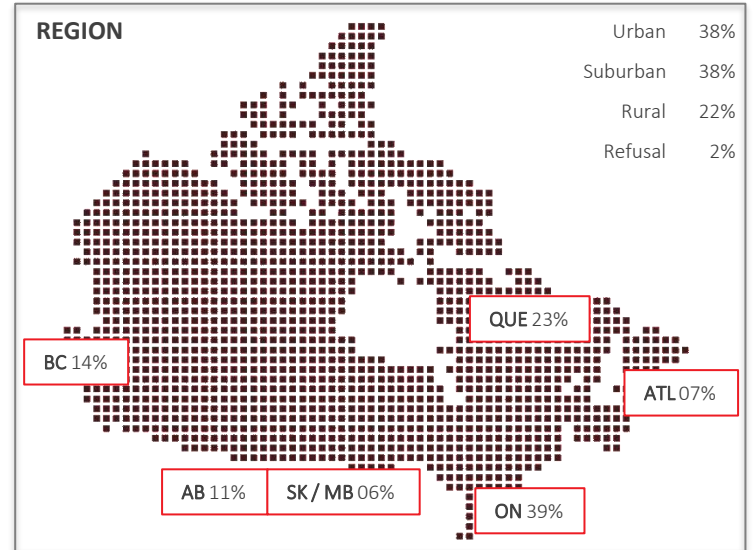 REGION
Urban 38%
Suburban 38%
Rural 22%
Refusal 2%
QUE 23%
BC 14%
ATL 07%
AB 11%
SK / MB 06%
ON 39%